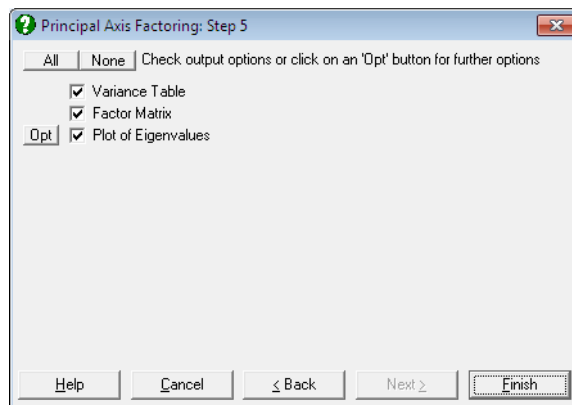 Principal Axis Factoring: Step 5
All None Check output options or click on an 'Opt' button for further options
Variance Table
Factor Matrix
Opt Plot of Eigenvalues
Help Cancel < Back Next > Finish